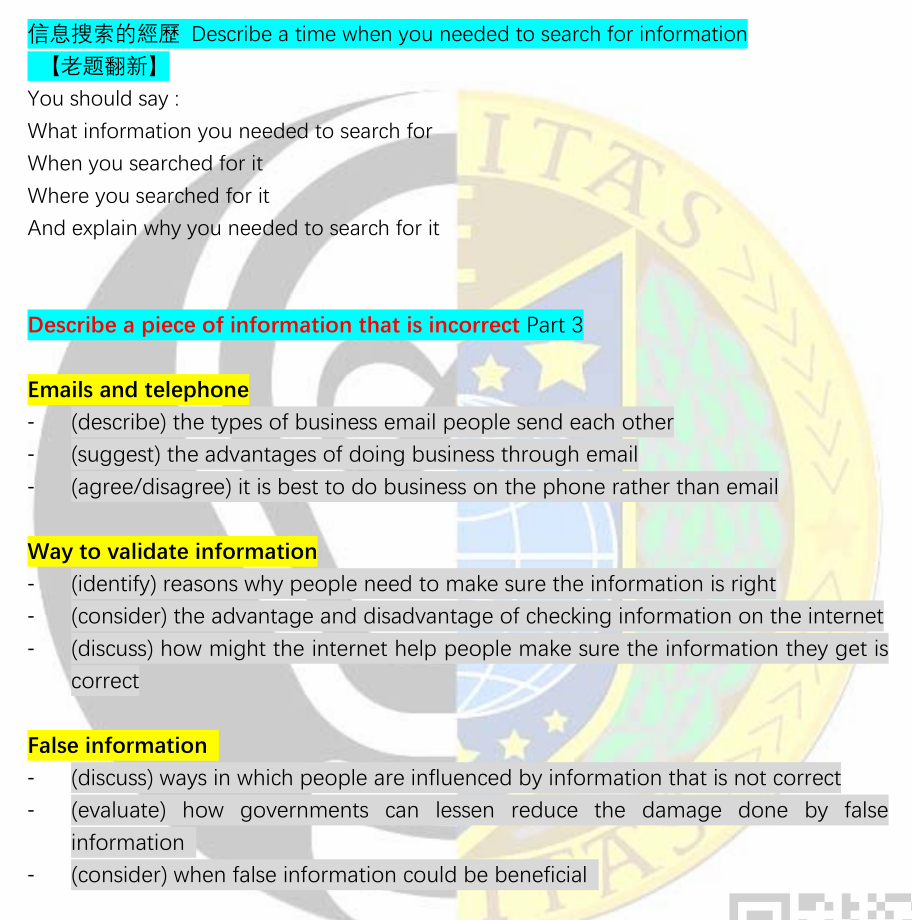 信息搜索的經歷 Describe a time when you needed to search for information
【老题翻新】
You should say :
What information you needed to search for
When you searched for it
Where you searched for it
And explain why you needed to search for it
Describe a piece of information that is incorrect Part 3
Emails and telephone
- (describe) the types of business email people send each other
- (suggest) the advantages of doing business through email
- (agree/disagree) it is best to do business on the phone rather than email
Way to validate information
- (identify) reasons why people need to make sure the information is right
- (consider) the advantage and disadvantage of checking information on the internet
- (discuss) how might the internet help people make sure the information they get is
correct
False information
- (discuss) ways in which people are influenced by information that is not correct
- (evaluate) how governments can lessen reduce the damage done by false
information
- (consider) when false information could be beneficial
ITAS
ITAS